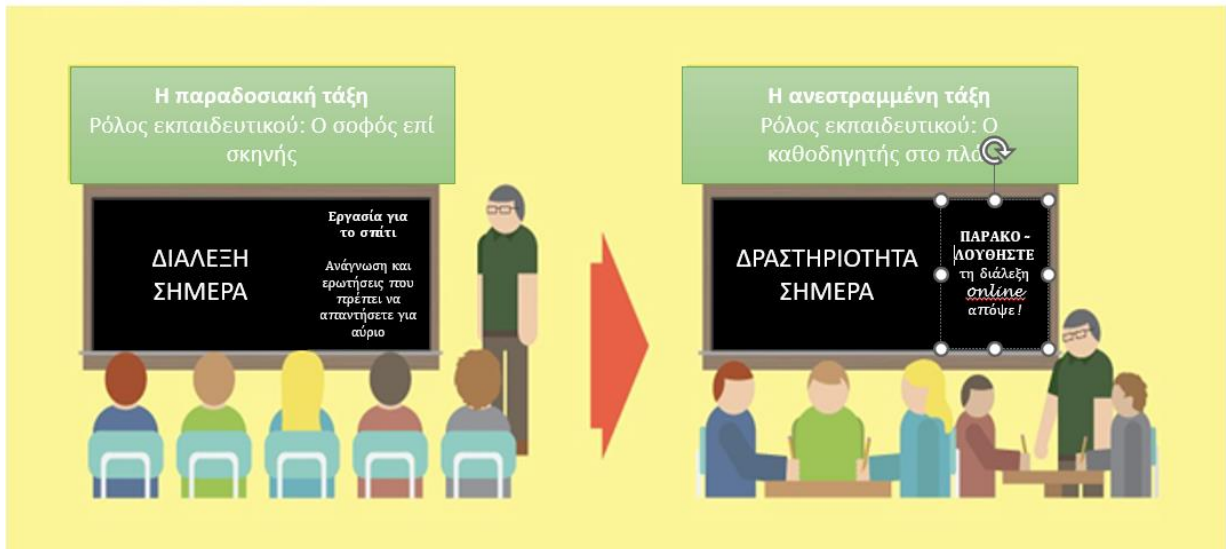 Η παραδοσιακή τάξη
Ρόλος εκπαιδευτικού: Ο σοφός επί
σκηνής
ΔΙΑΛΕΞΗ
ΣΗΜΕΡΑ
Εργασία για
το σπίτι
Ανάγνωση και
ερωτήσεις που
πρέπει να
απαντήσετε για
αύριο
Η ανεστραμμένη τάξη
Ρόλος εκπαιδευτικού: Ο
καθοδηγητής στο
ΔΡΑΣΤΗΡΙΟΤΗΤΑ
ΣΗΜΕΡΑ
ΠΑΡΑΚΟ -
ΛΟΥΘΗΣΤΕ
τη διάλεξη
online
απόψε!